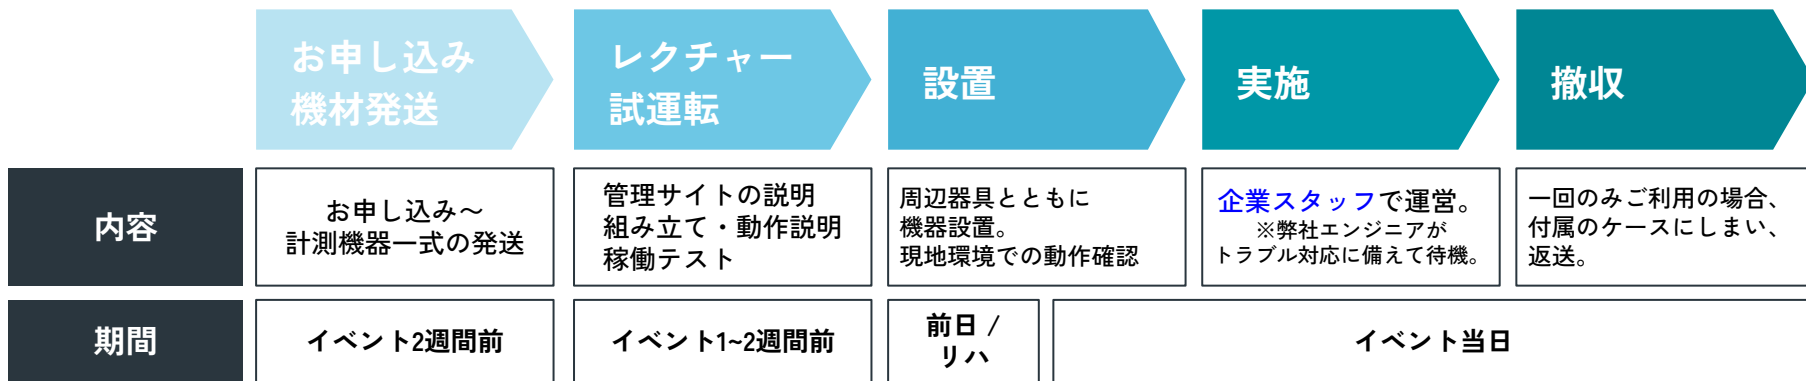 お申し込み
機材発送
レクチャー
試運転
設置
実施
撤収
内容
お申し込み〜
計測機器一式の発送
管理サイトの説明
組み立て・動作説明
稼働テスト
周辺器具とともに
機器設置。
現地環境での動作確認
企業スタッフで運営。
※弊社エンジニアが
トラブル対応に備えて待機。
一回のみご利用の場合、
付属のケースにしまい、
返送。
期間
イベント2週間前
イベント1~2週間前
前日 /
リハ
イベント当日